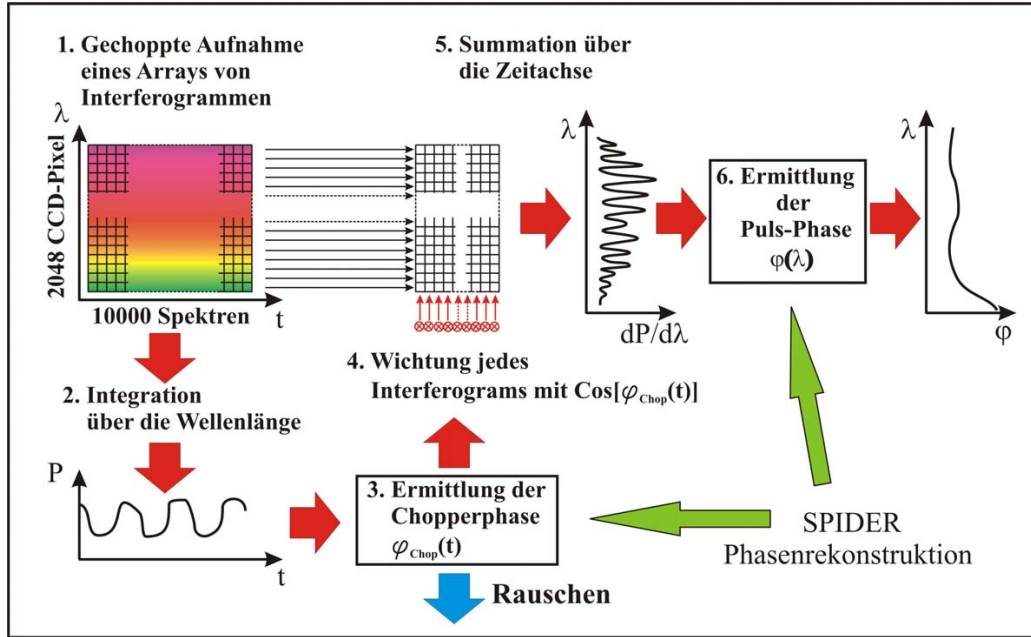 1. Gechoppte Aufnahme
eines Arrays von
Interferogrammen
λ
2048 CCD-Pixel
10000 Spektren
t
2. Integration
über die Wellenlänge
P
t
3. Ermittlung der
Chopperphase
φChop(t)
Rauschen
4. Wichtung jedes
Interferograms mit Cos[φChop(t)]
5. Summation über
die Zeitachse
λ
dP/dλ
6. Ermittlung
der
Puls-Phase
φ(λ)
λ
φ
SPIDER
Phasenrekonstruktion